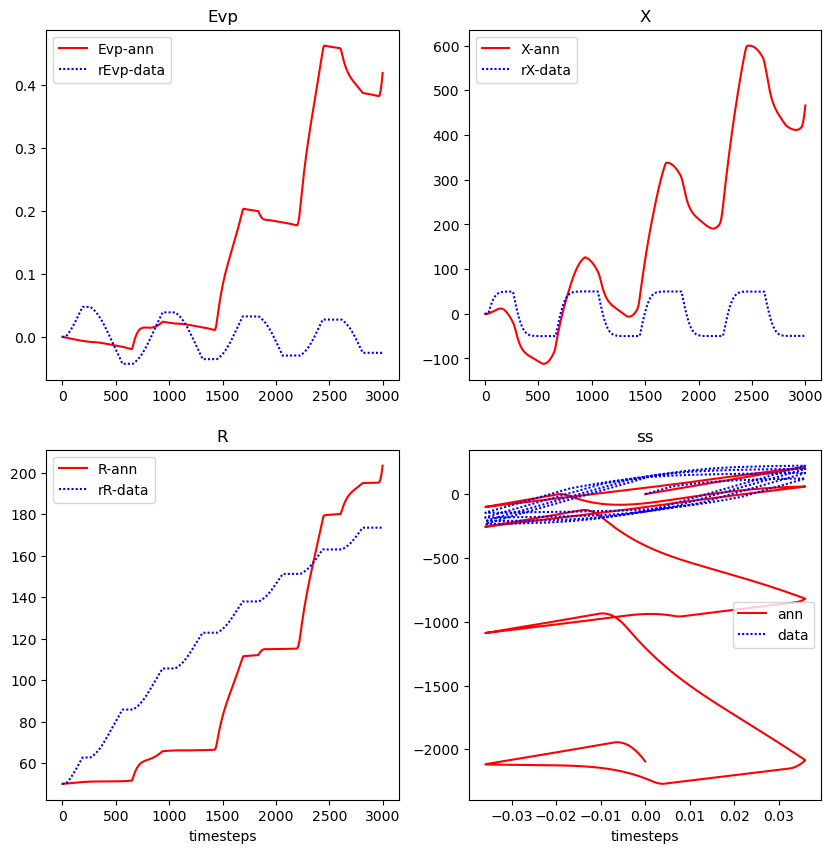 Evp
Evp-ann
rEvp-data
0.4
0.3
0.2
0.1
0.0
0 500 1000 1500 2000 2500 3000
X
X-ann
rX-data
600
500
400
300
200
100
0
−100
0 500 1000 1500 2000 2500 3000
R
R-ann
rR-data
200
180
160
140
120
100
80
60
0 500 1000 1500 2000 2500 3000
timesteps
ss
ann
data
0
−500
−1000
−1500
−2000
−0.03 −0.02 −0.01 0.00 0.01 0.02 0.03
timesteps